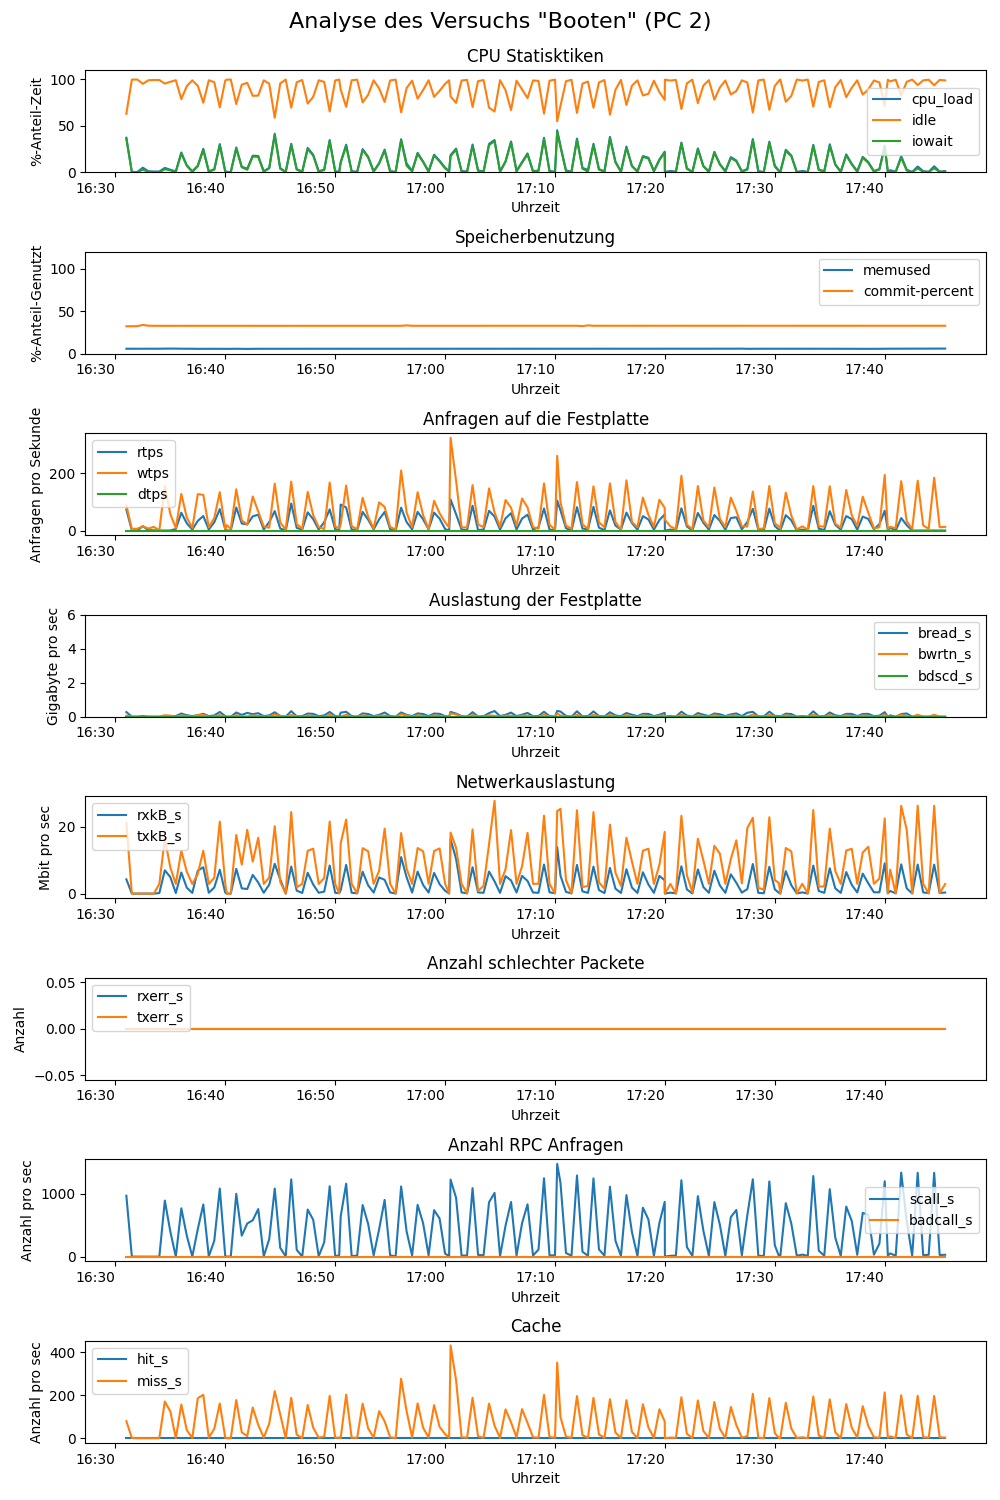 Analyse des Versuchs "Booten" (PC 2)
CPU Statisktiken
%-Anteil-Zeit
100
50
0
cpu_load
idle
iowait
16:30 16:40 16:50 17:00 17:10 17:20 17:30 17:40
Uhrzeit
Speicherbenutzung
%-Anteil-Genutzt
100
50
0
memused
commit-percent
16:30 16:40 16:50 17:00 17:10 17:20 17:30 17:40
Uhrzeit
Anfragen auf die Festplatte
Anfragen pro Sekunde
200
0
rtps
wtps
dtps
16:30 16:40 16:50 17:00 17:10 17:20 17:30 17:40
Uhrzeit
Auslastung der Festplatte
Gigabyte pro sec
6
4
2
0
bread_s
bwrtn_s
bdscd_s
16:30 16:40 16:50 17:00 17:10 17:20 17:30 17:40
Uhrzeit
Netwerkauslastung
Mbit pro sec
20
0
rxkB_s
txkB_s
16:30 16:40 16:50 17:00 17:10 17:20 17:30 17:40
Uhrzeit
Anzahl schlechter Packete
Anzahl
0.05
0.00
−0.05
rxerr_s
txerr_s
16:30 16:40 16:50 17:00 17:10 17:20 17:30 17:40
Uhrzeit
Anzahl RPC Anfragen
Anzahl pro sec
1000
0
scall_s
badcall_s
16:30 16:40 16:50 17:00 17:10 17:20 17:30 17:40
Uhrzeit
Cache
Anzahl pro sec
400
200
0
hit_s
miss_s
16:30 16:40 16:50 17:00 17:10 17:20 17:30 17:40
Uhrzeit